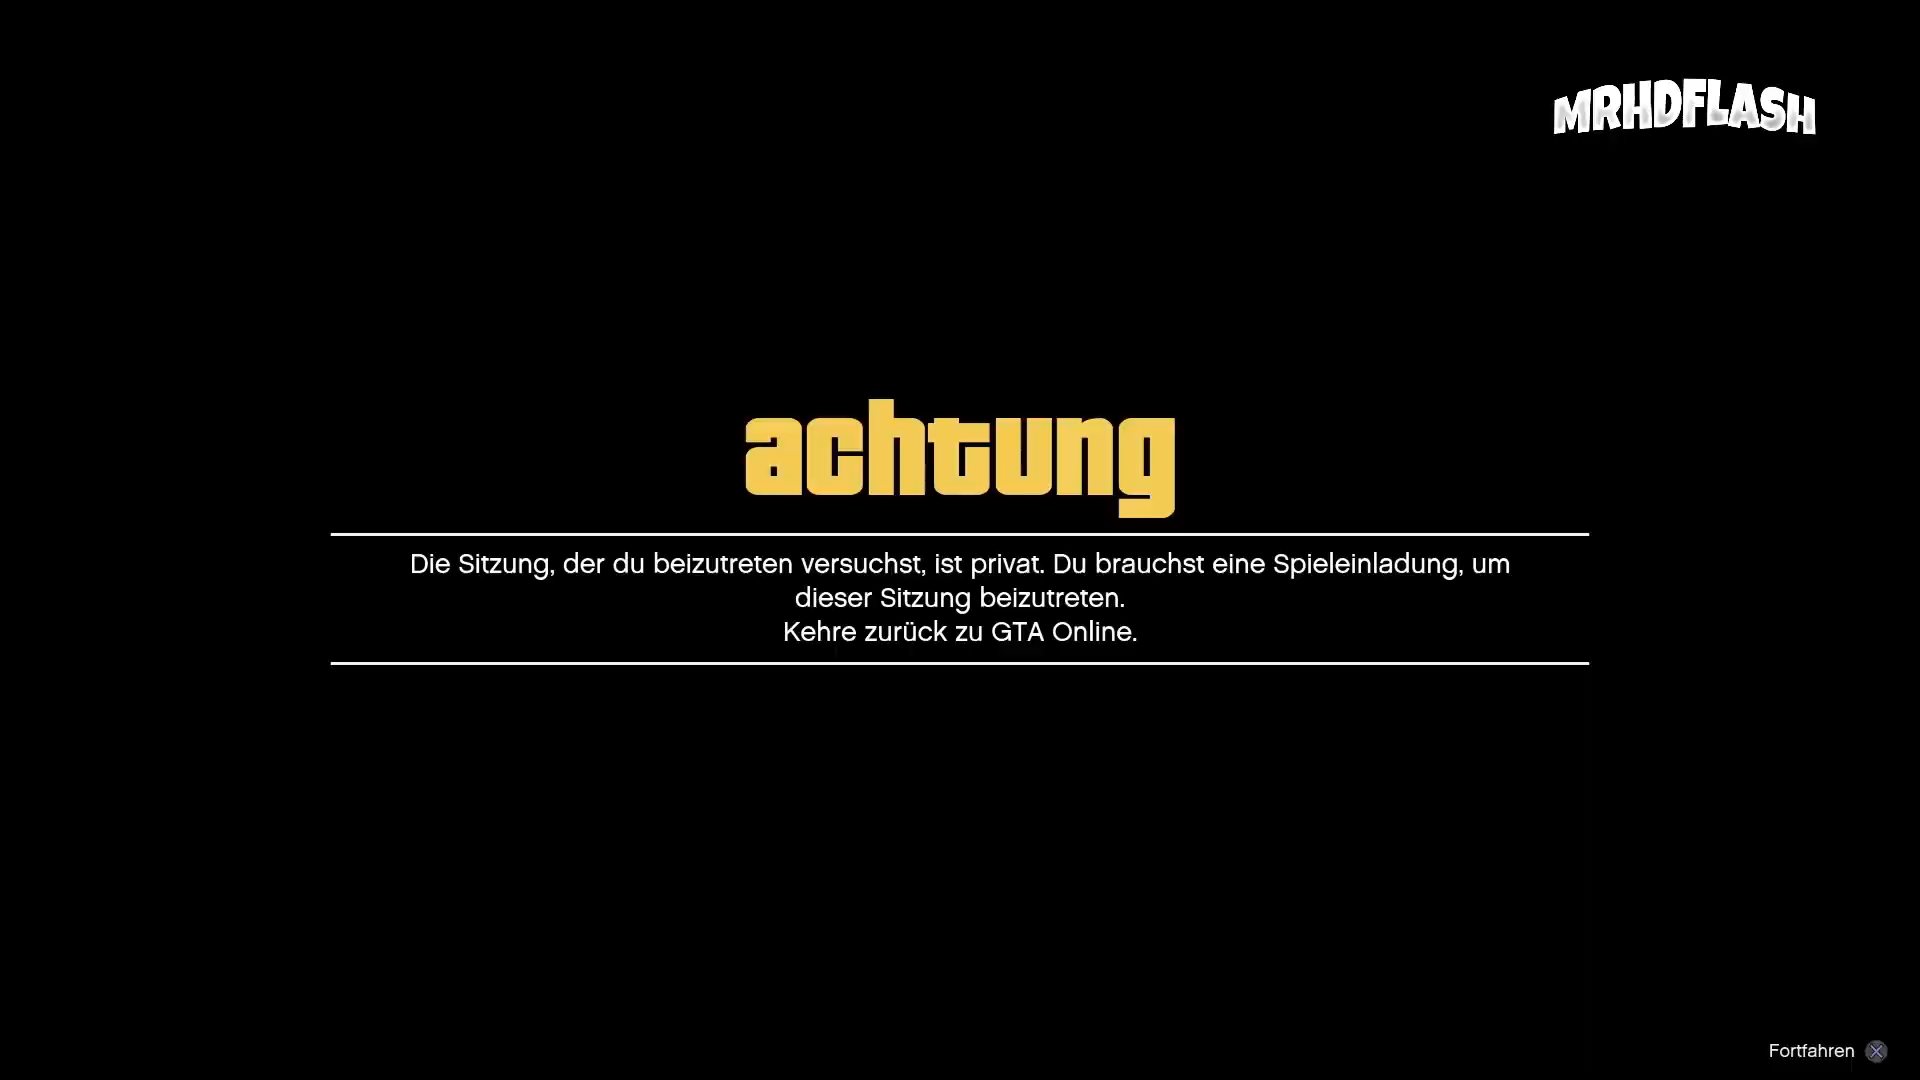 MRHDFLASH
achtung
Die Sitzung, der du beizutreten versuchst, ist privat. Du brauchst eine Spieleinladung, um
dieser Sitzung beizutreten.
Kehre zurück zu GTA Online.
Fortfahren